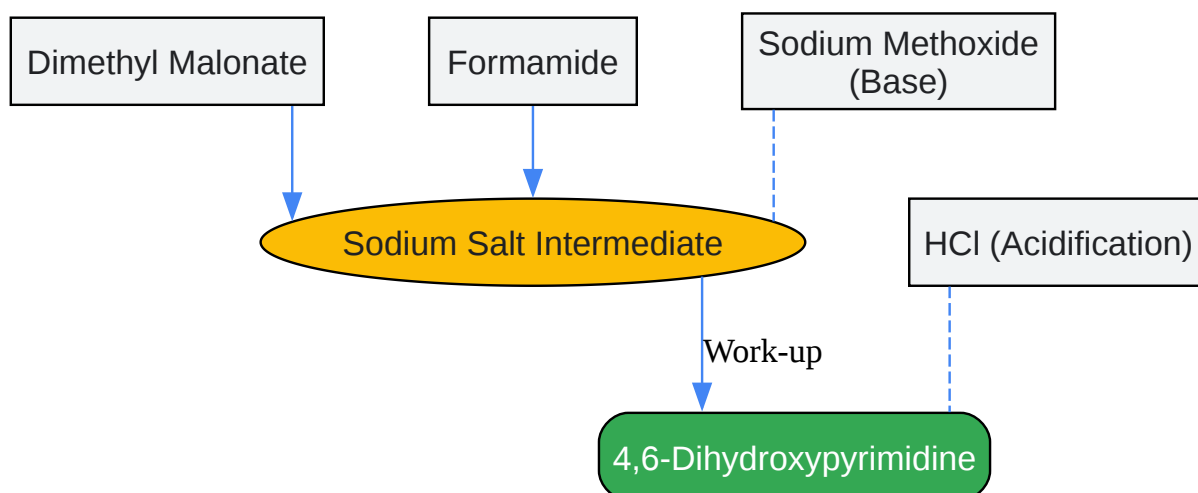 Dimethyl Malonate
Formamide
Sodium Methoxide
(Base)
Sodium Salt Intermediate
HCl (Acidification)
Work-up
4,6-Dihydroxypyrimidine